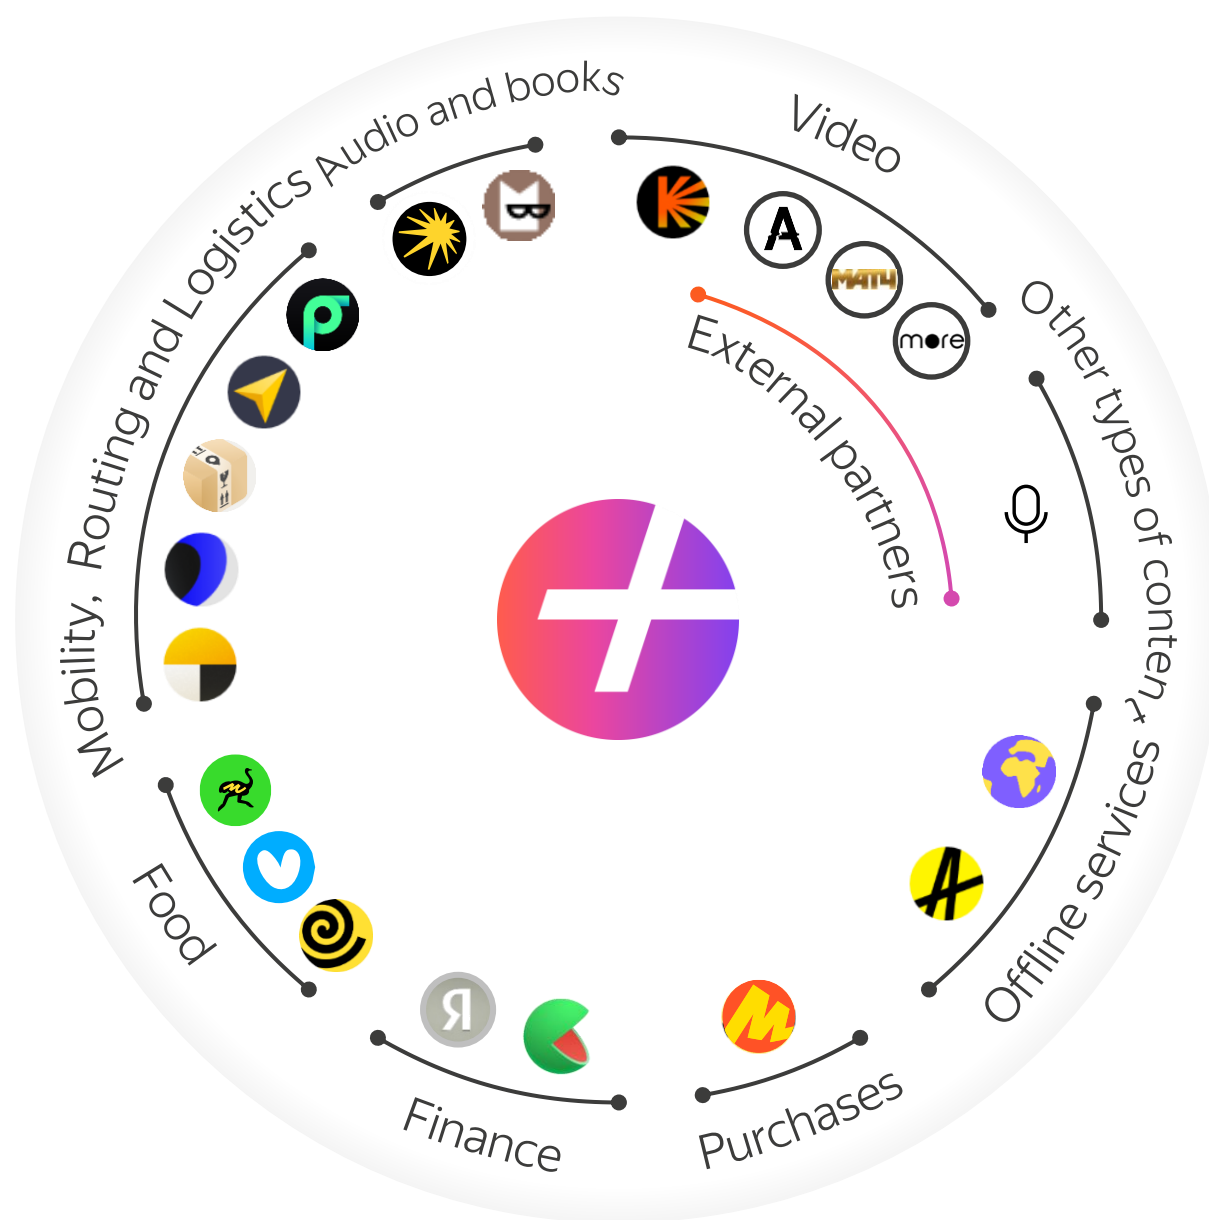 Audio and books
Video
Other types of content
Offline services
Purchases
Finance
Food
Mobility, Routing and Logistics
External partners
K
A
МАТЧ
more
Я